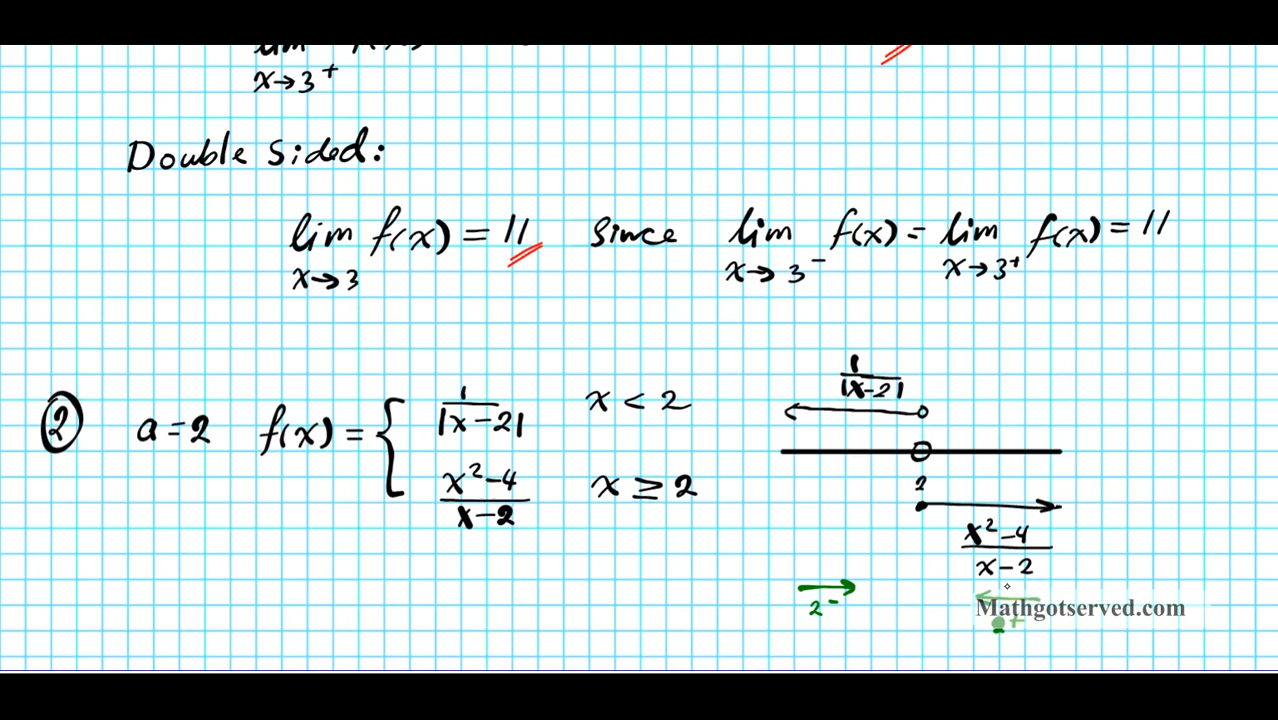 x→3⁺
Double sided:
lim f(x) = 11 since lim f(x) = lim f(x) = 11
x→3 x→3⁻ x→3⁺
② a=2 f(x) = { 1/|x-2| x < 2
x²-4/x-2 x ≥ 2
1/|x-2|
2
x²-4/x-2
2⁻
2⁺
Mathgotserved.com